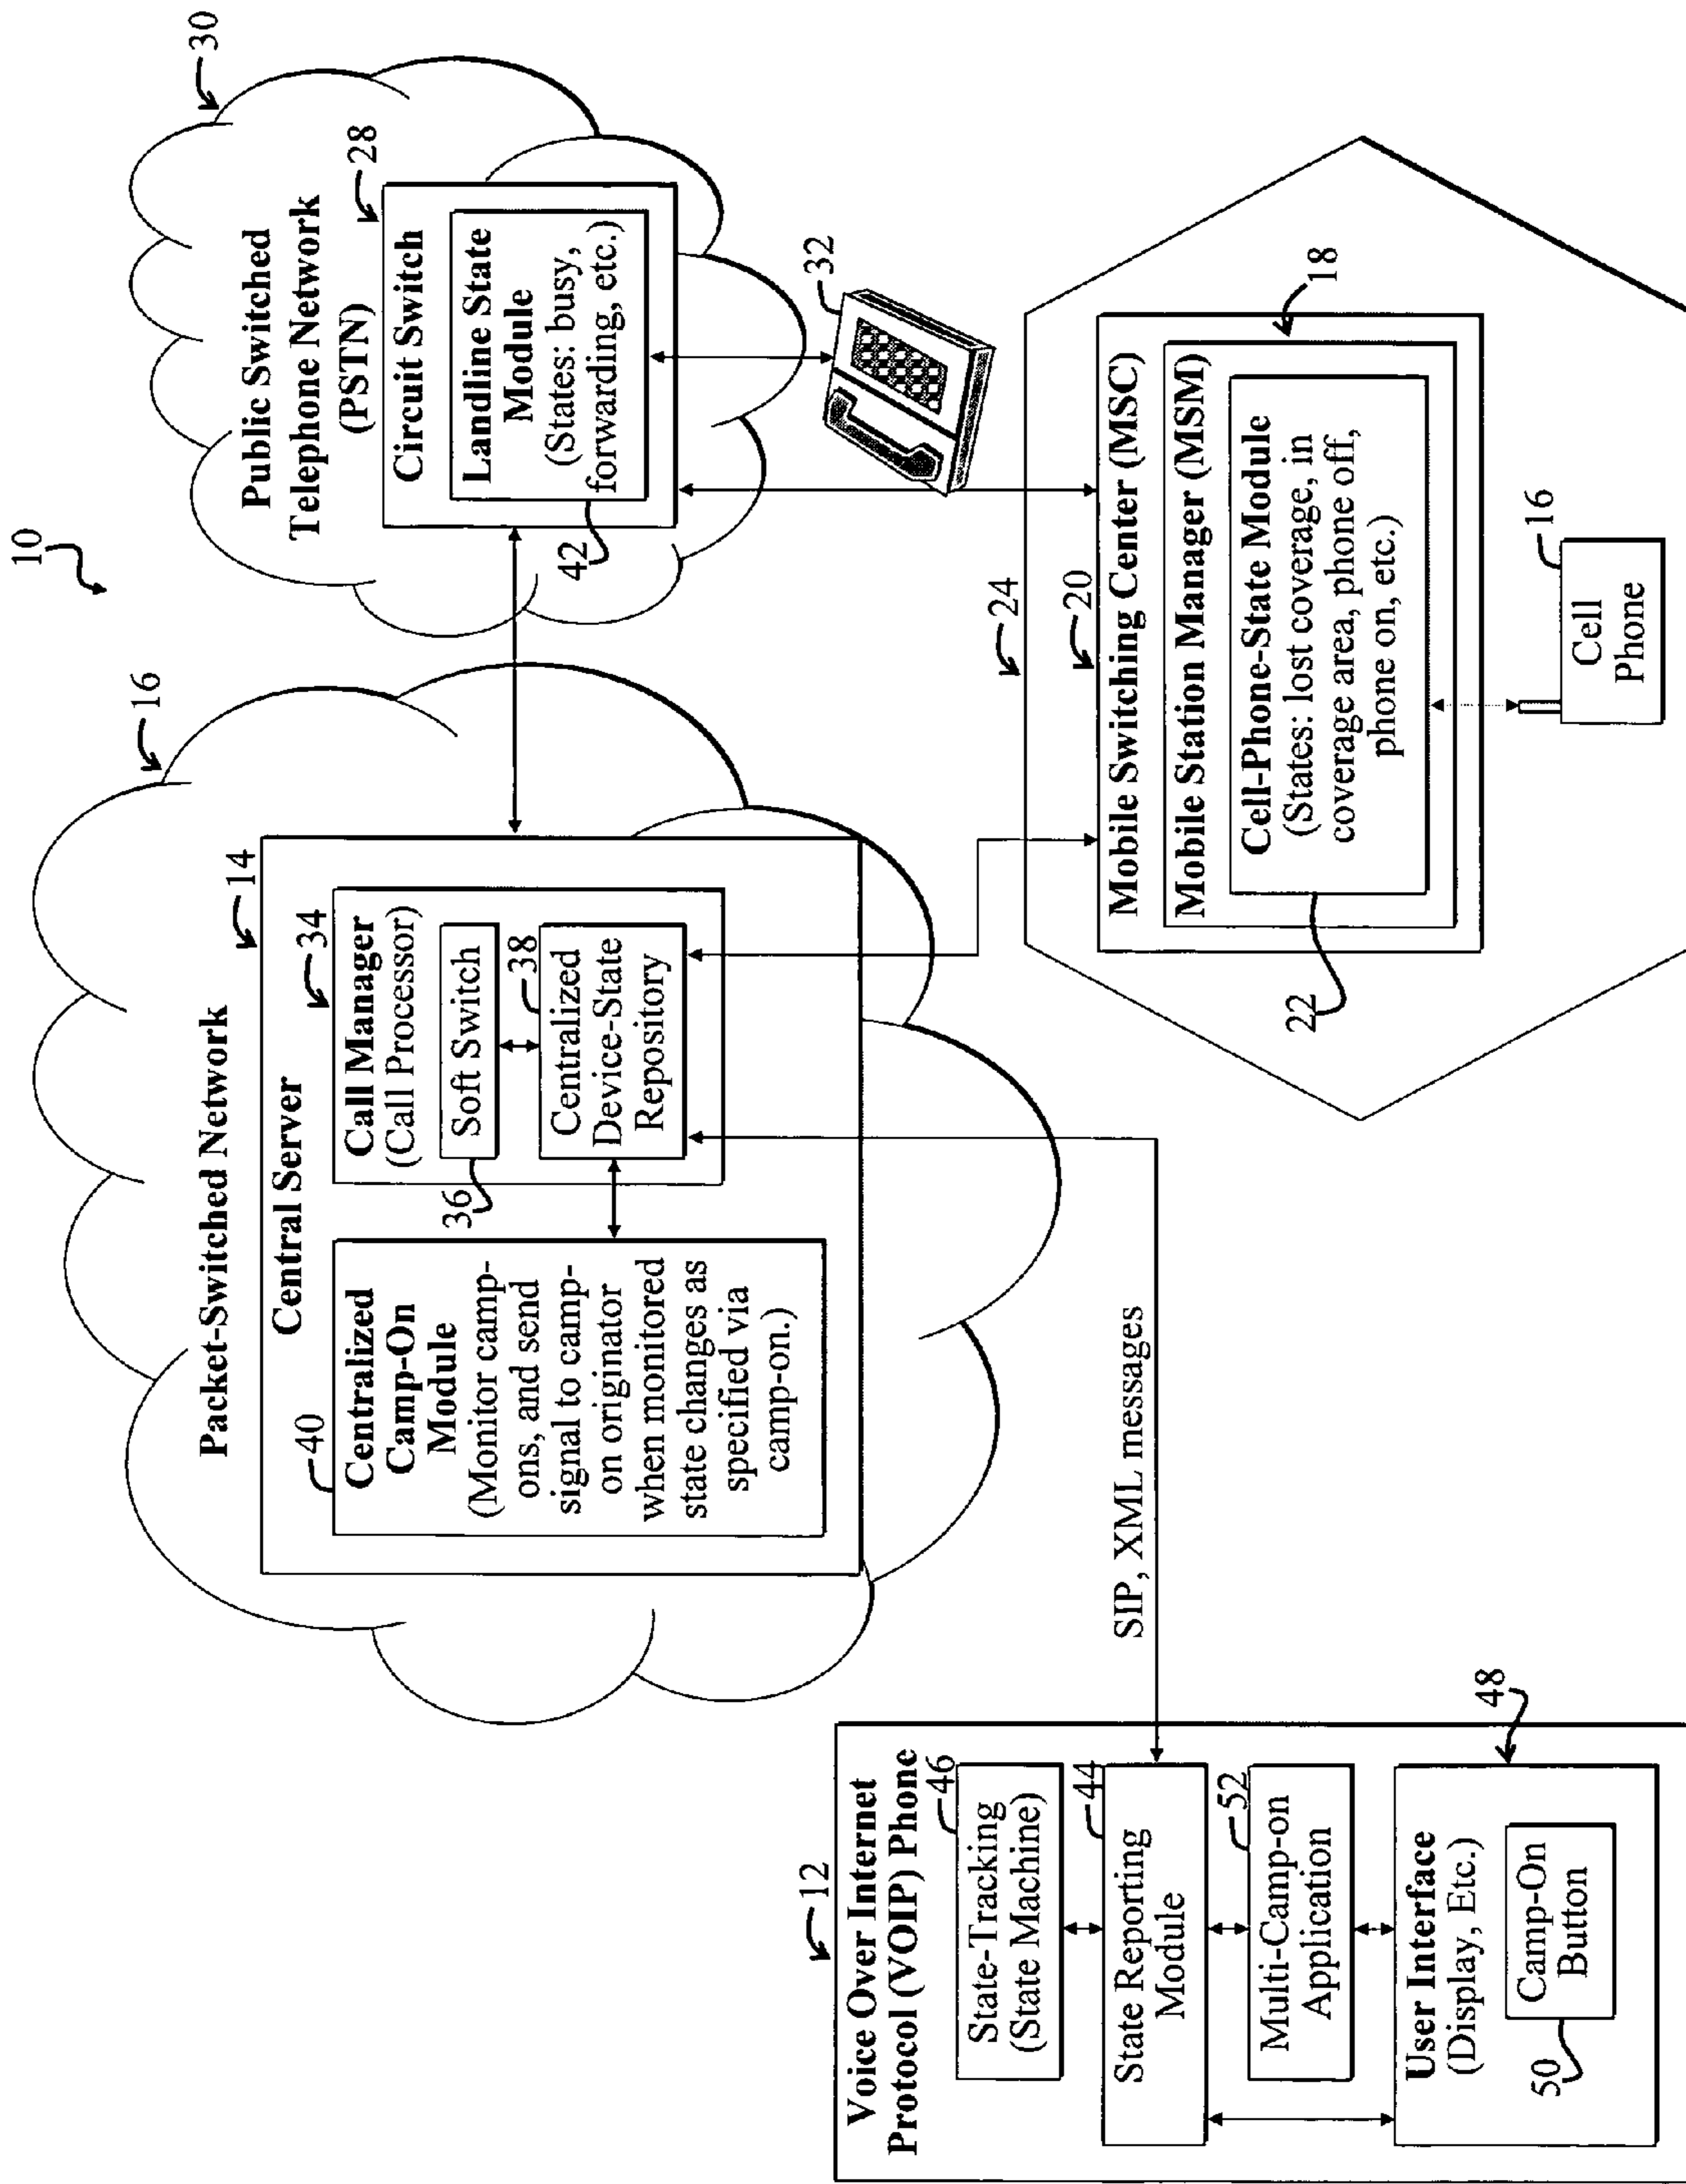 10
Packet-Switched Network
16
Central Server
14
Centralized
Camp-On
Module
(Monitor camp-
ons, and send
signal to camp-
on originator
when monitored
state changes as
specified via
camp-on.)
40
Call Manager
(Call Processor)
34
Soft Switch
36
38
Centralized
Device-State
Repository
Public Switched
Telephone Network
(PSTN)
30
28
Circuit Switch
Landline State
Module
(States: busy,
forwarding, etc.)
42
32
SIP, XML messages
12
Voice Over Internet
Protocol (VOIP) Phone
46
State-Tracking
(State Machine)
44
State Reporting
Module
52
Multi-Camp-on
Application
48
User Interface
(Display, Etc.)
Camp-On
Button
50
24
20
Mobile Switching Center (MSC)
Mobile Station Manager (MSM)
18
Cell-Phone-State Module
(States: lost coverage, in
coverage area, phone off,
phone on, etc.)
22
16
Cell
Phone